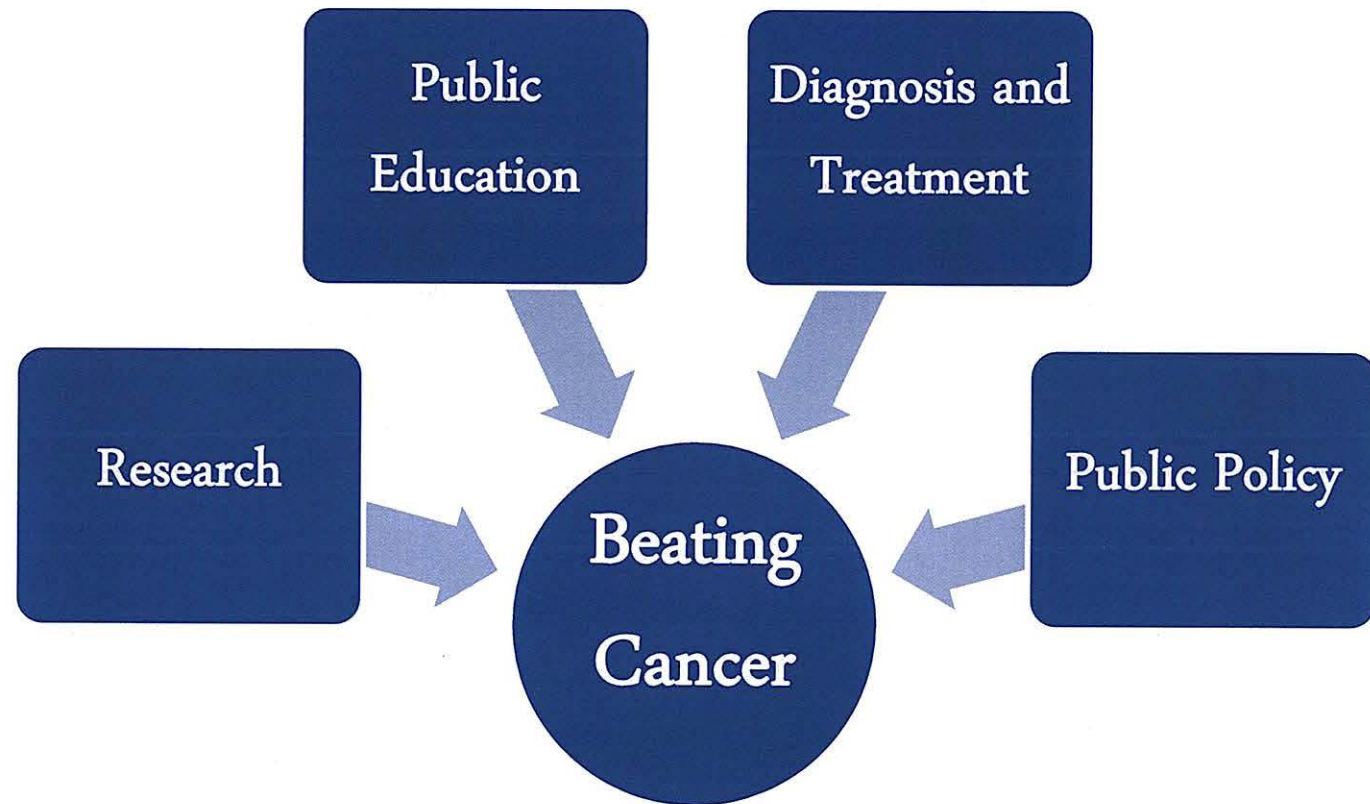 Public
Education
Diagnosis and
Treatment
Research
Public Policy
Beating
Cancer